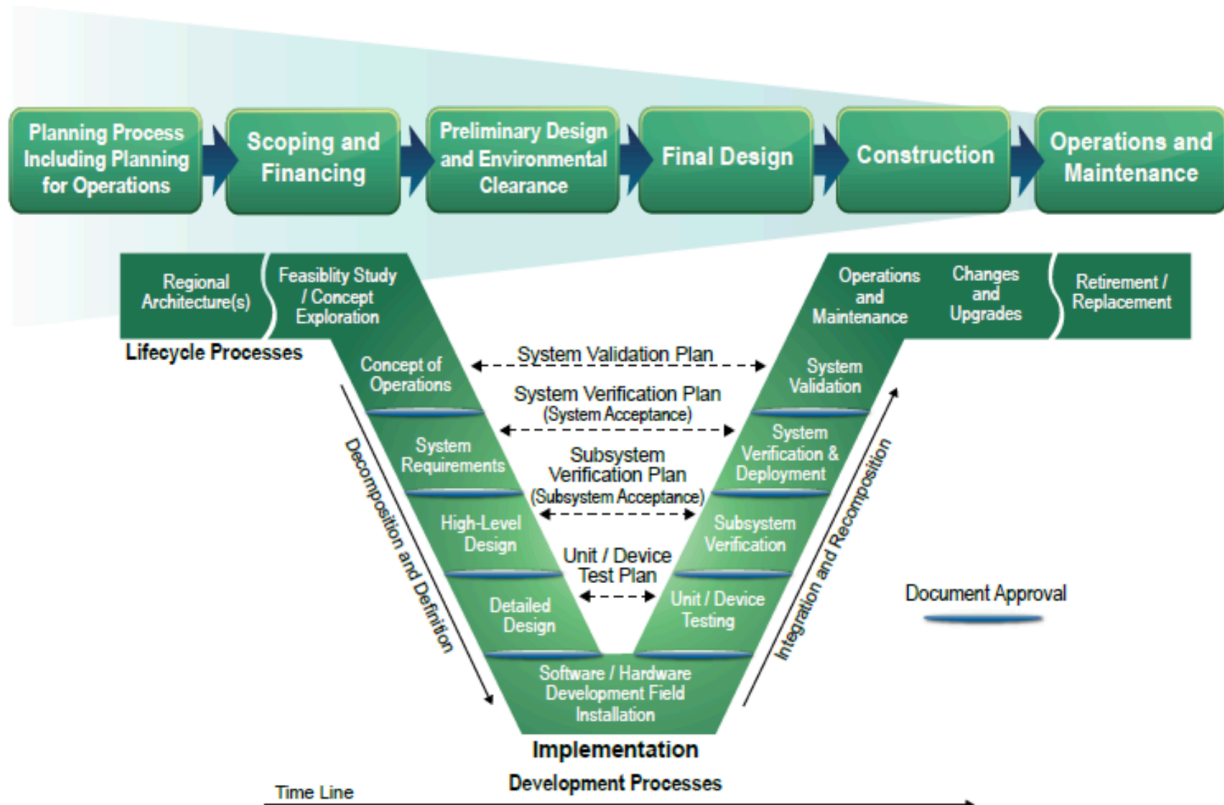 Planning Process
Including Planning
for Operations
Scoping and
Financing
Preliminary Design
and Environmental
Clearance
Final Design
Construction
Operations and
Maintenance
Regional
Architecture(s)
Feasiblity Study
/ Concept
Exploration
Operations
and
Maintenance
Changes
and
Upgrades
Retirement /
Replacement
Lifecycle Processes
Concept of
Operations
System Validation Plan
System
Validation
System Verification Plan
(System Acceptance)
System
Requirements
System
Verification &
Deployment
Subsystem
Verification Plan
(Subsystem Acceptance)
High-Level
Design
Subsystem
Verification
Unit / Device
Test Plan
Detailed
Design
Unit / Device
Testing
Decomposition and Definition
Integration and Recomposition
Document Approval
Software / Hardware
Development Field
Installation
Implementation
Development Processes
Time Line